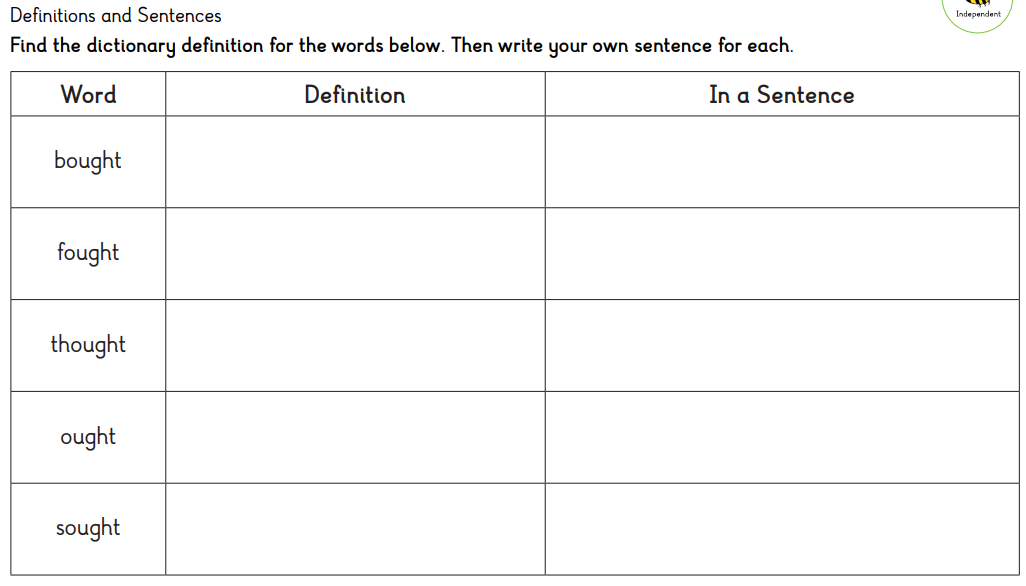 Definitions and Sentences
Independent
Find the dictionary definition for the words below. Then write your own sentence for each.
Word Definition In a Sentence
bought
fought
thought
ought
sought